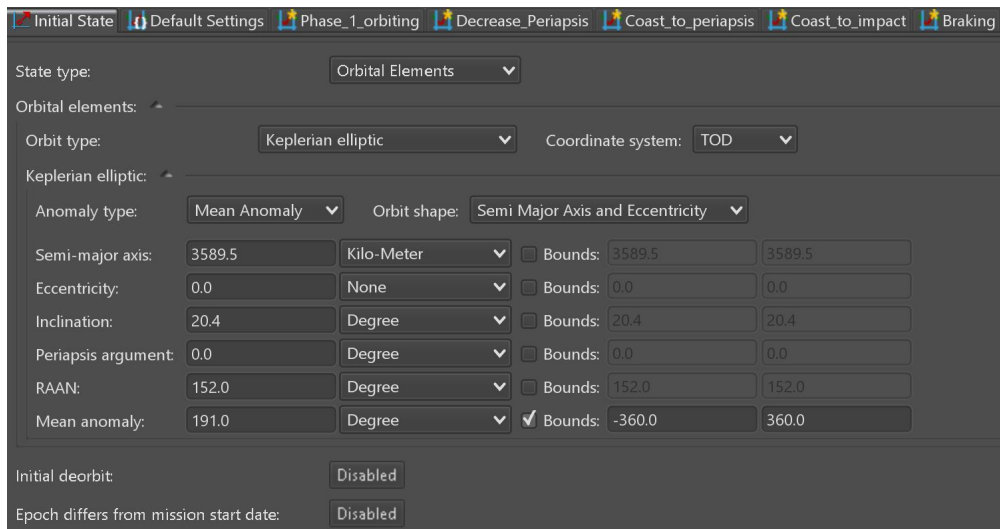 Initial State Default Settings Phase_1_orbiting Decrease_Periapsis Coast_to_periapsis Coast_to_impact Braking
State type: Orbital Elements
Orbital elements:
Orbit type: Keplerian elliptic Coordinate system: TOD
Keplerian elliptic:
Anomaly type: Mean Anomaly Orbit shape: Semi Major Axis and Eccentricity
Semi-major axis: 3589.5 Kilo-Meter Bounds: 3589.5 3589.5
Eccentricity: 0.0 None Bounds: 0.0 0.0
Inclination: 20.4 Degree Bounds: 20.4 20.4
Periapsis argument: 0.0 Degree Bounds: 0.0 0.0
RAAN: 152.0 Degree Bounds: 152.0 152.0
Mean anomaly: 191.0 Degree Bounds: -360.0 360.0
Initial deorbit: Disabled
Epoch differs from mission start date: Disabled